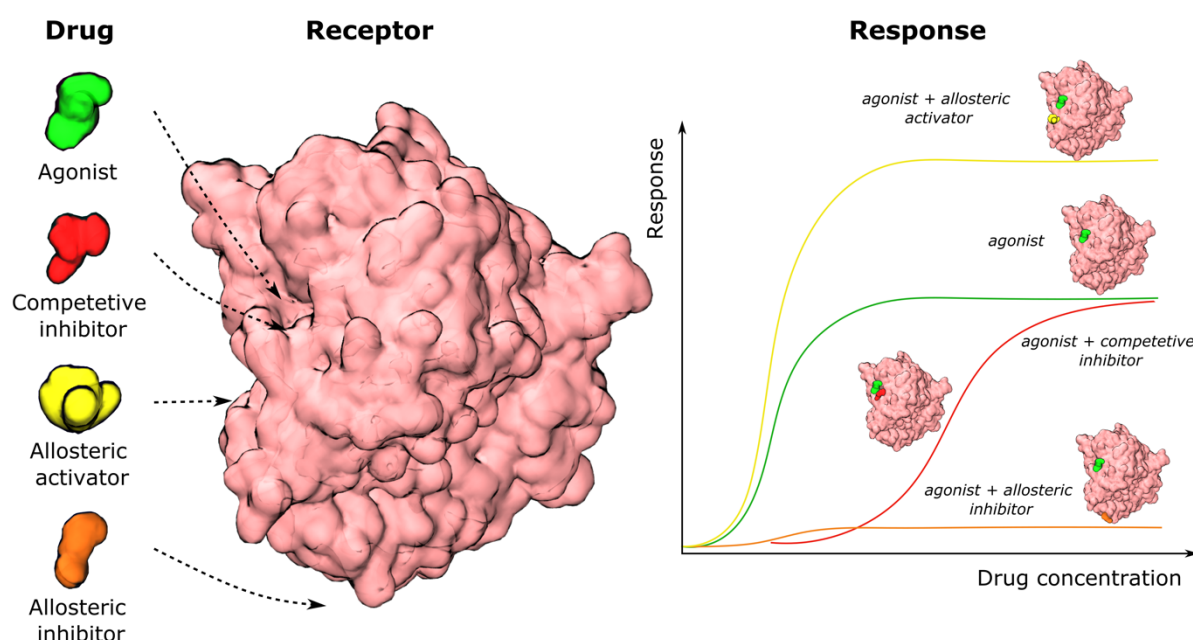 Drug
Receptor
Response
Agonist
Competetive
inhibitor
Allosteric
activator
Allosteric
inhibitor
Response
agonist + allosteric
activator
agonist
agonist + competetive
inhibitor
agonist + allosteric
inhibitor
Drug concentration